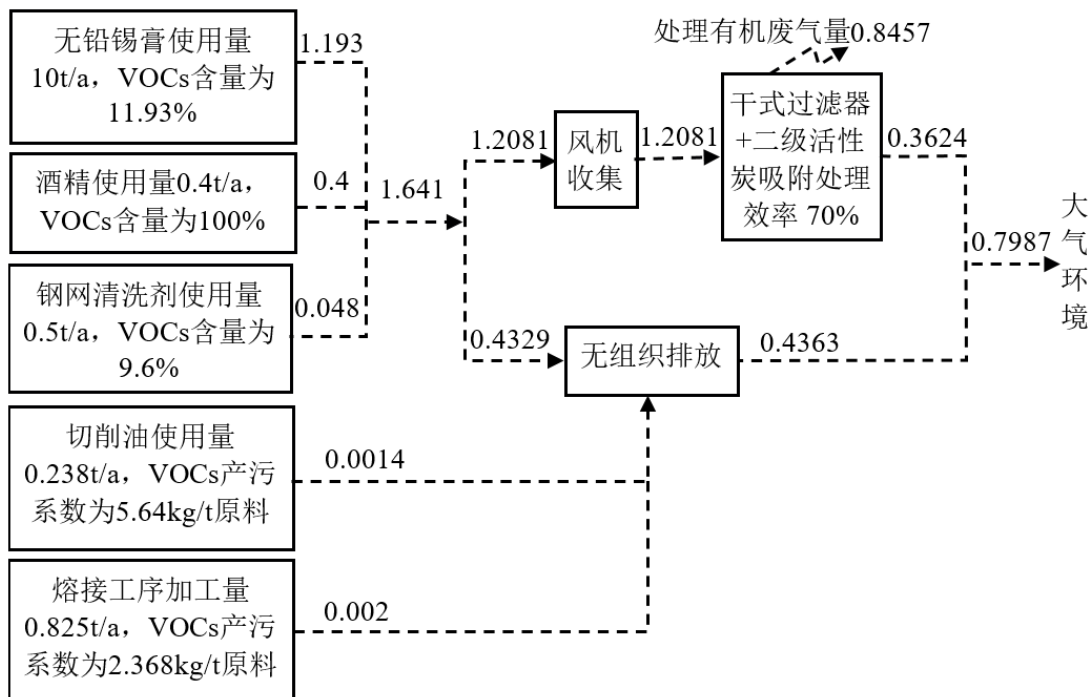 无铅锡膏使用量
10t/a，VOCs含量为
11.93%
1.193
酒精使用量0.4t/a，
VOCs含量为100%
0.4
钢网清洗剂使用量
0.5t/a，VOCs含量为
9.6%
0.048
1.641
1.2081
风机
收集
1.2081
处理有机废气量0.8457
干式过滤器
+二级活性
炭吸附处理
效率 70%
0.3624
0.4329
无组织排放
0.4363
0.7987
大
气
环
境
切削油使用量
0.238t/a，VOCs产污
系数为5.64kg/t原料
0.0014
熔接工序加工量
0.825t/a，VOCs产污
系数为2.368kg/t原料
0.002